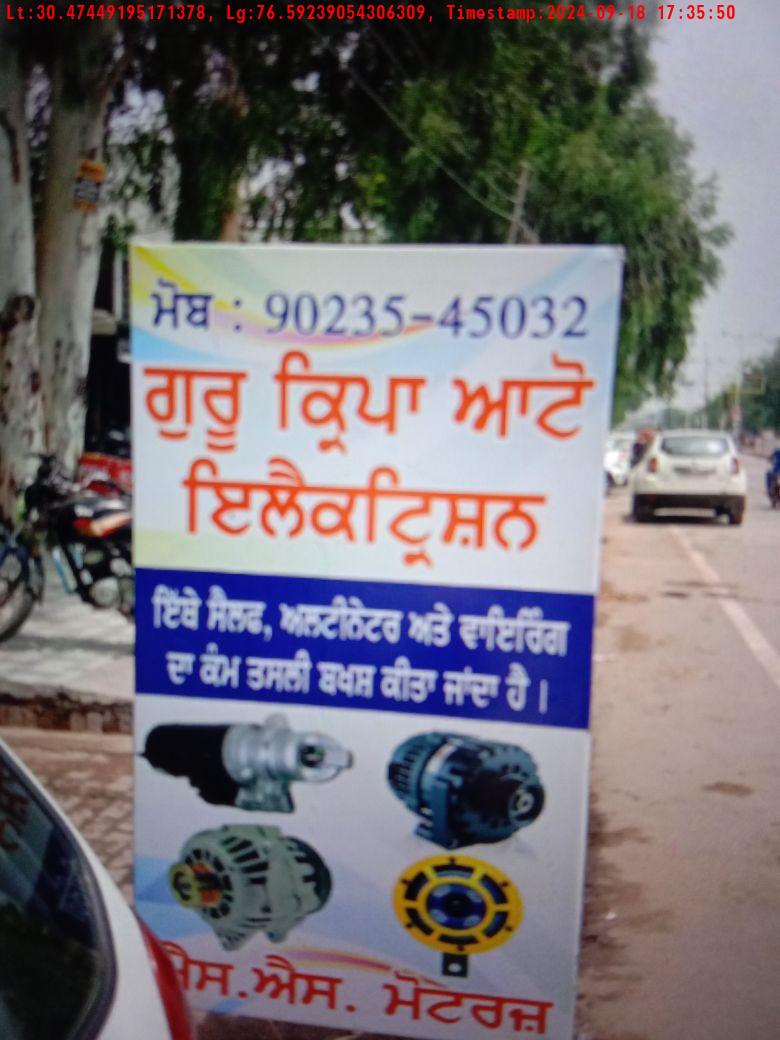 Lt:30.47449195171378, Lg:76.59239054306309, Timestamp:2024-09-18 17:35:50
ਮੋਬ : 90235-45032
ਗੁਰੂ ਕ੍ਰਿਪਾ ਆਟੋ
ਇਲੈਕਟ੍ਰਿਸ਼ਨ
ਇੱਥੇ ਸੈਲਫ, ਅਲਟੀਨੇਟਰ ਅਤੇ ਵਾਇਰਿੰਗ
ਦਾ ਕੰਮ ਤਸਲੀ ਬਖਸ਼ ਕੀਤਾ ਜਾਂਦਾ ਹੈ।
ਐਸ.ਐਸ. ਮੋਟਰਜ਼